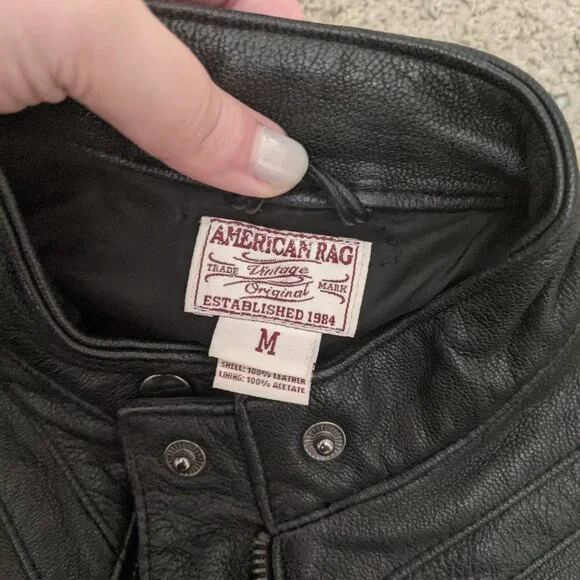 AMERICAN RAG
TRADE Vintage MARK
Original
ESTABLISHED 1984
M
SHELL: 100% LEATHER
LINING: 100% ACETATE